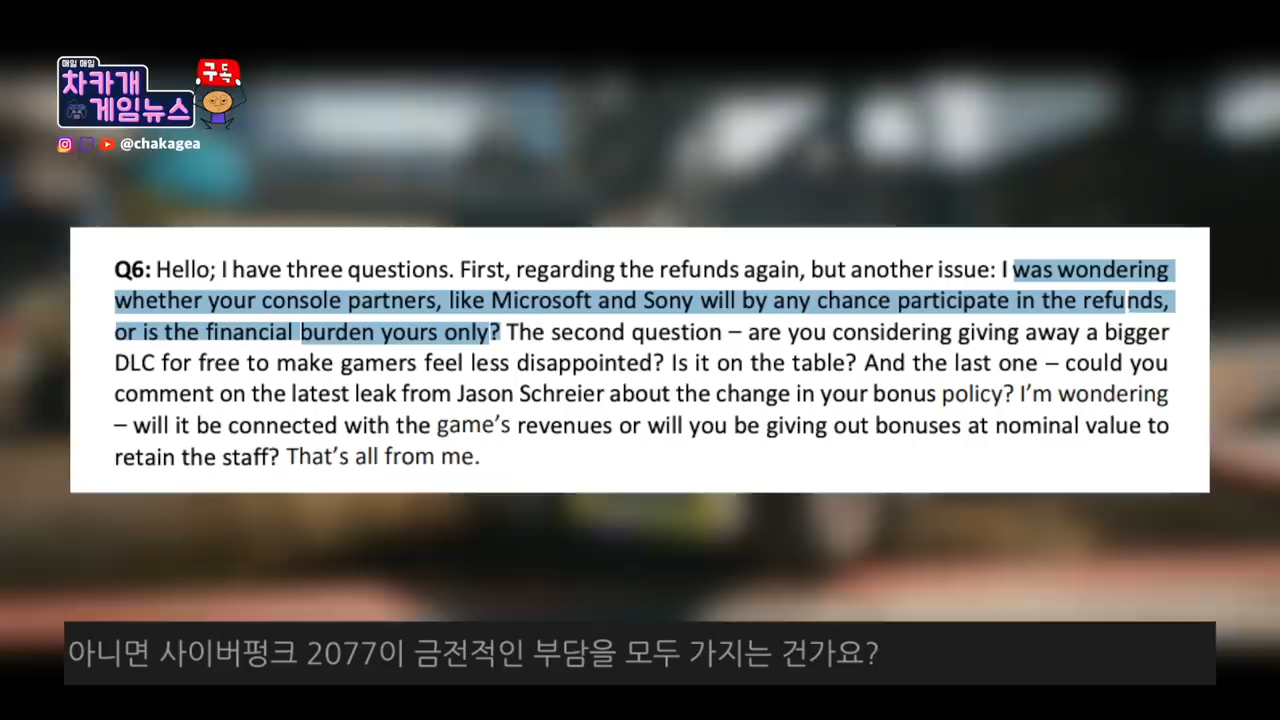 매일 매일
차카개
게임뉴스
구독
@chakagea
Q6: Hello; I have three questions. First, regarding the refunds again, but another issue: I was wondering
whether your console partners, like Microsoft and Sony will by any chance participate in the refunds,
or is the financial burden yours only? The second question – are you considering giving away a bigger
DLC for free to make gamers feel less disappointed? Is it on the table? And the last one – could you
comment on the latest leak from Jason Schreier about the change in your bonus policy? I’m wondering
– will it be connected with the game’s revenues or will you be giving out bonuses at nominal value to
retain the staff? That’s all from me.
아니면 사이버펑크 2077이 금전적인 부담을 모두 가지는 건가요?